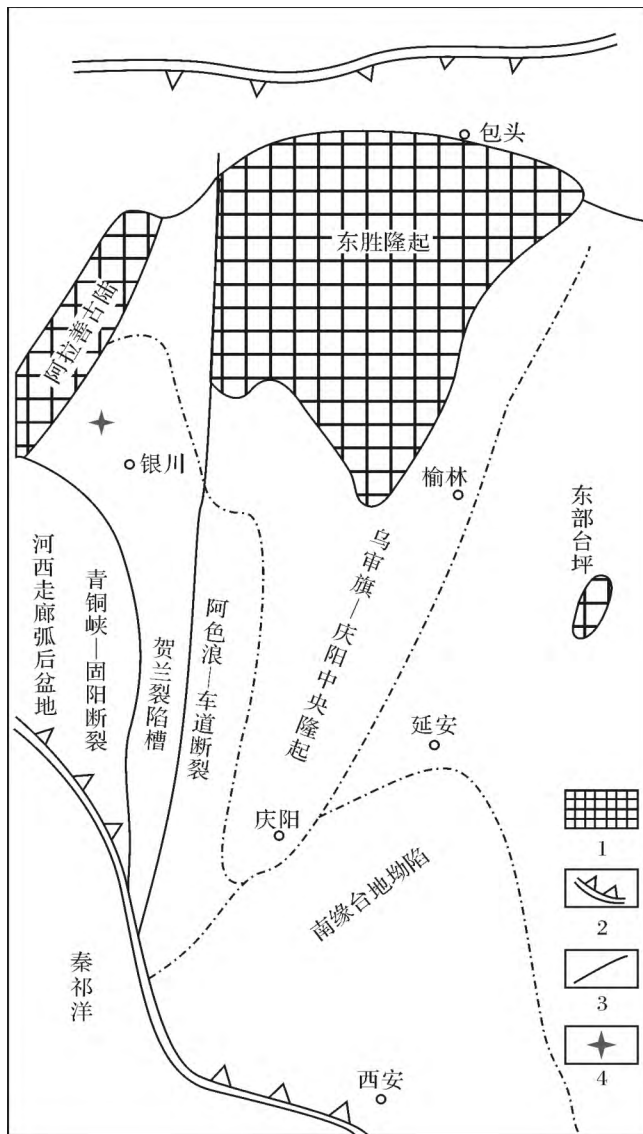 包头
东胜隆起
阿拉善古陆
银川
榆林
东部台坪
河西走廊弧后盆地
青铜峡—固阳断裂
贺兰裂陷槽
阿色浪—车道断裂
乌审旗—庆阳中央隆起
延安
庆阳
南缘台地坳陷
秦祁洋
西安
1
2
3
4